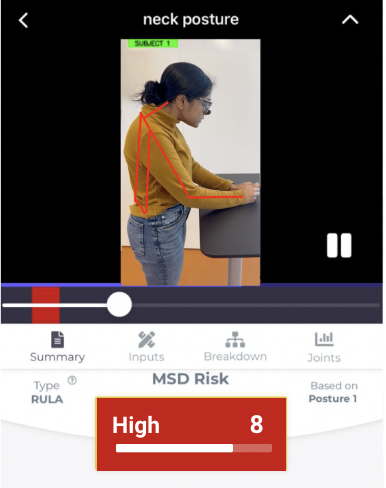 neck posture
SUBJECT 1
Summary
Inputs
Breakdown
Joints
Type ?
RULA
MSD Risk
Based on
Posture 1
High 8